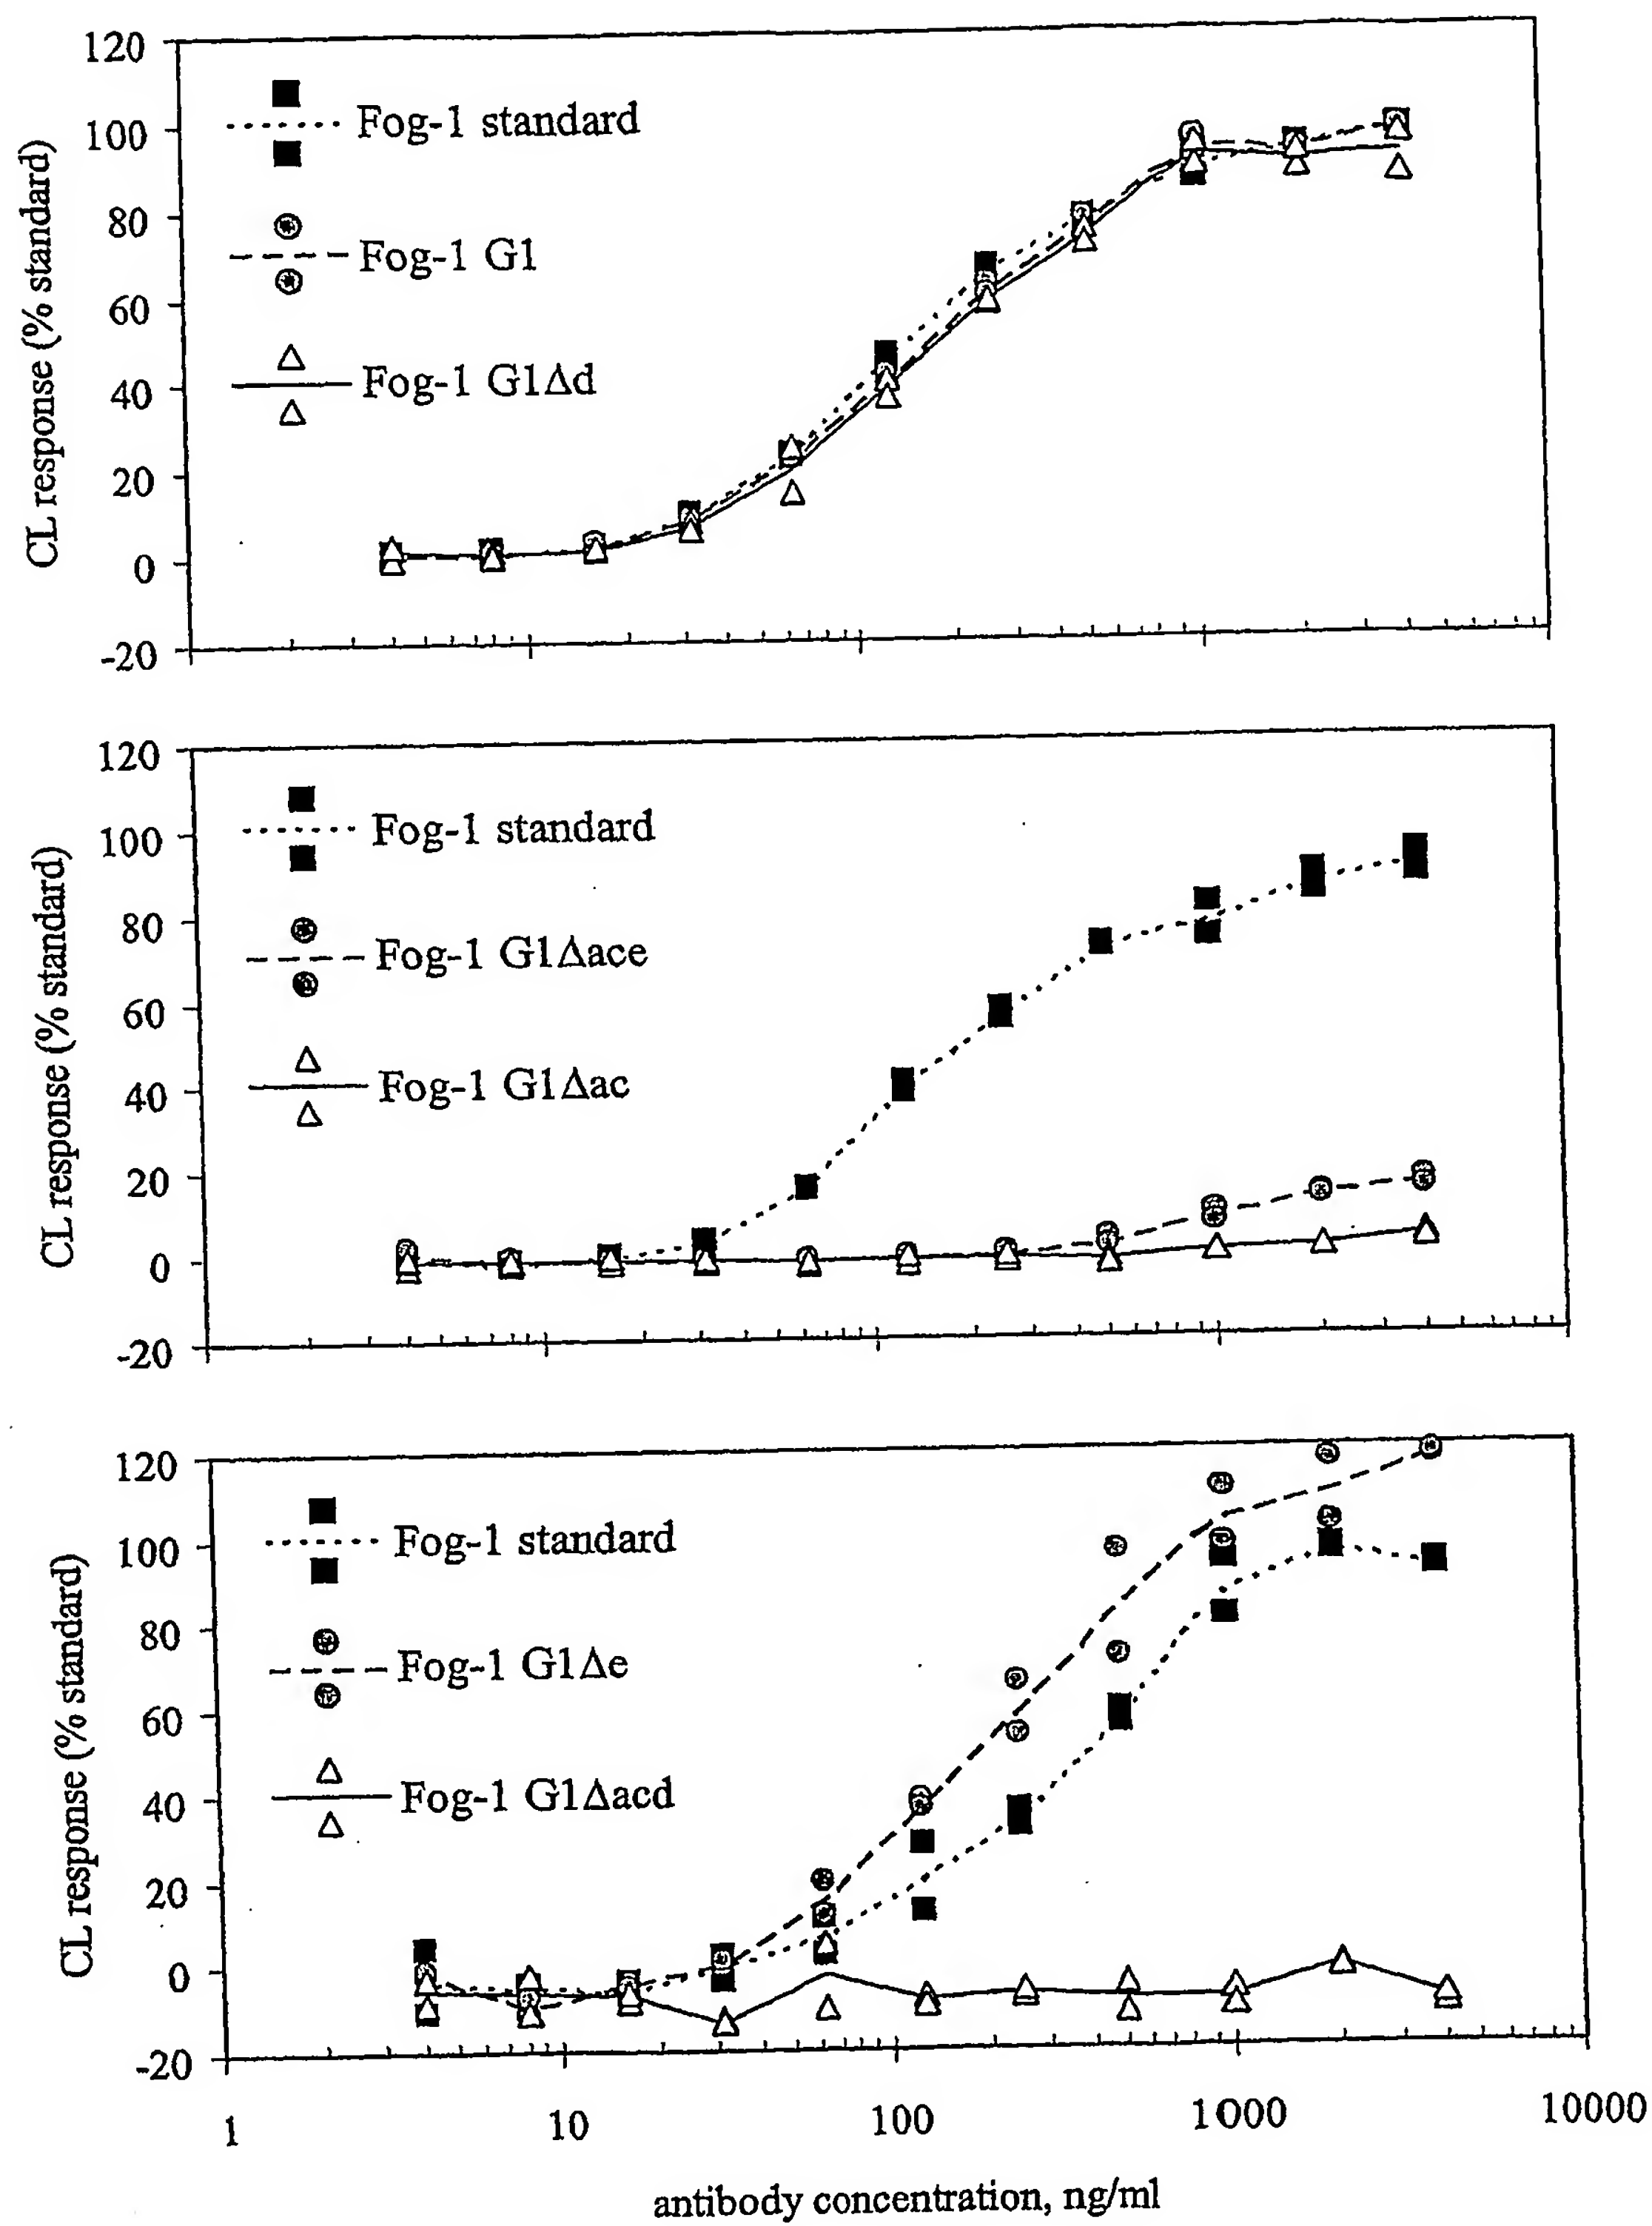 120
100
80
60
40
20
0
-20
CL response (% standard)
Fog-1 standard
Fog-1 G1
Fog-1 G1Δd
120
100
80
60
40
20
0
-20
CL response (% standard)
Fog-1 standard
Fog-1 G1Δace
Fog-1 G1Δac
120
100
80
60
40
20
0
-20
CL response (% standard)
Fog-1 standard
Fog-1 G1Δe
Fog-1 G1Δacd
1 10 100 1000 10000
antibody concentration, ng/ml